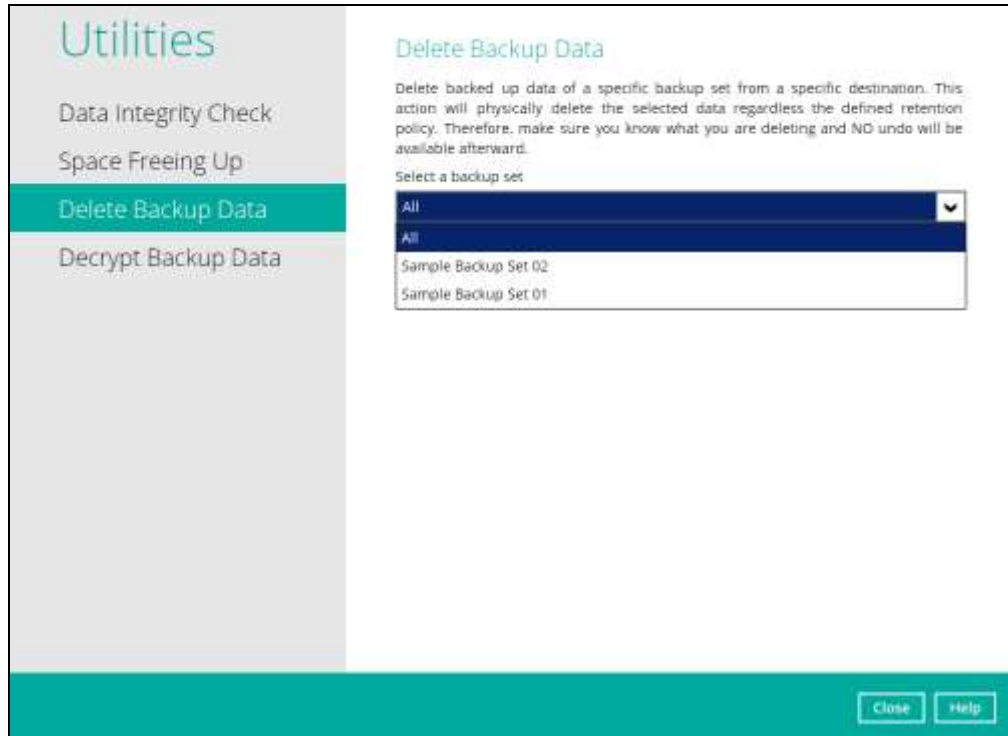 Utilities
Data Integrity Check
Space Freeing Up
Delete Backup Data
Decrypt Backup Data
Delete Backup Data
Delete backed up data of a specific backup set from a specific destination. This
action will physically delete the selected data regardless the defined retention
policy. Therefore, make sure you know what you are deleting and NO undo will be
available afterward.
Select a backup set
All
All
Sample Backup Set 02
Sample Backup Set 01
Close
Help